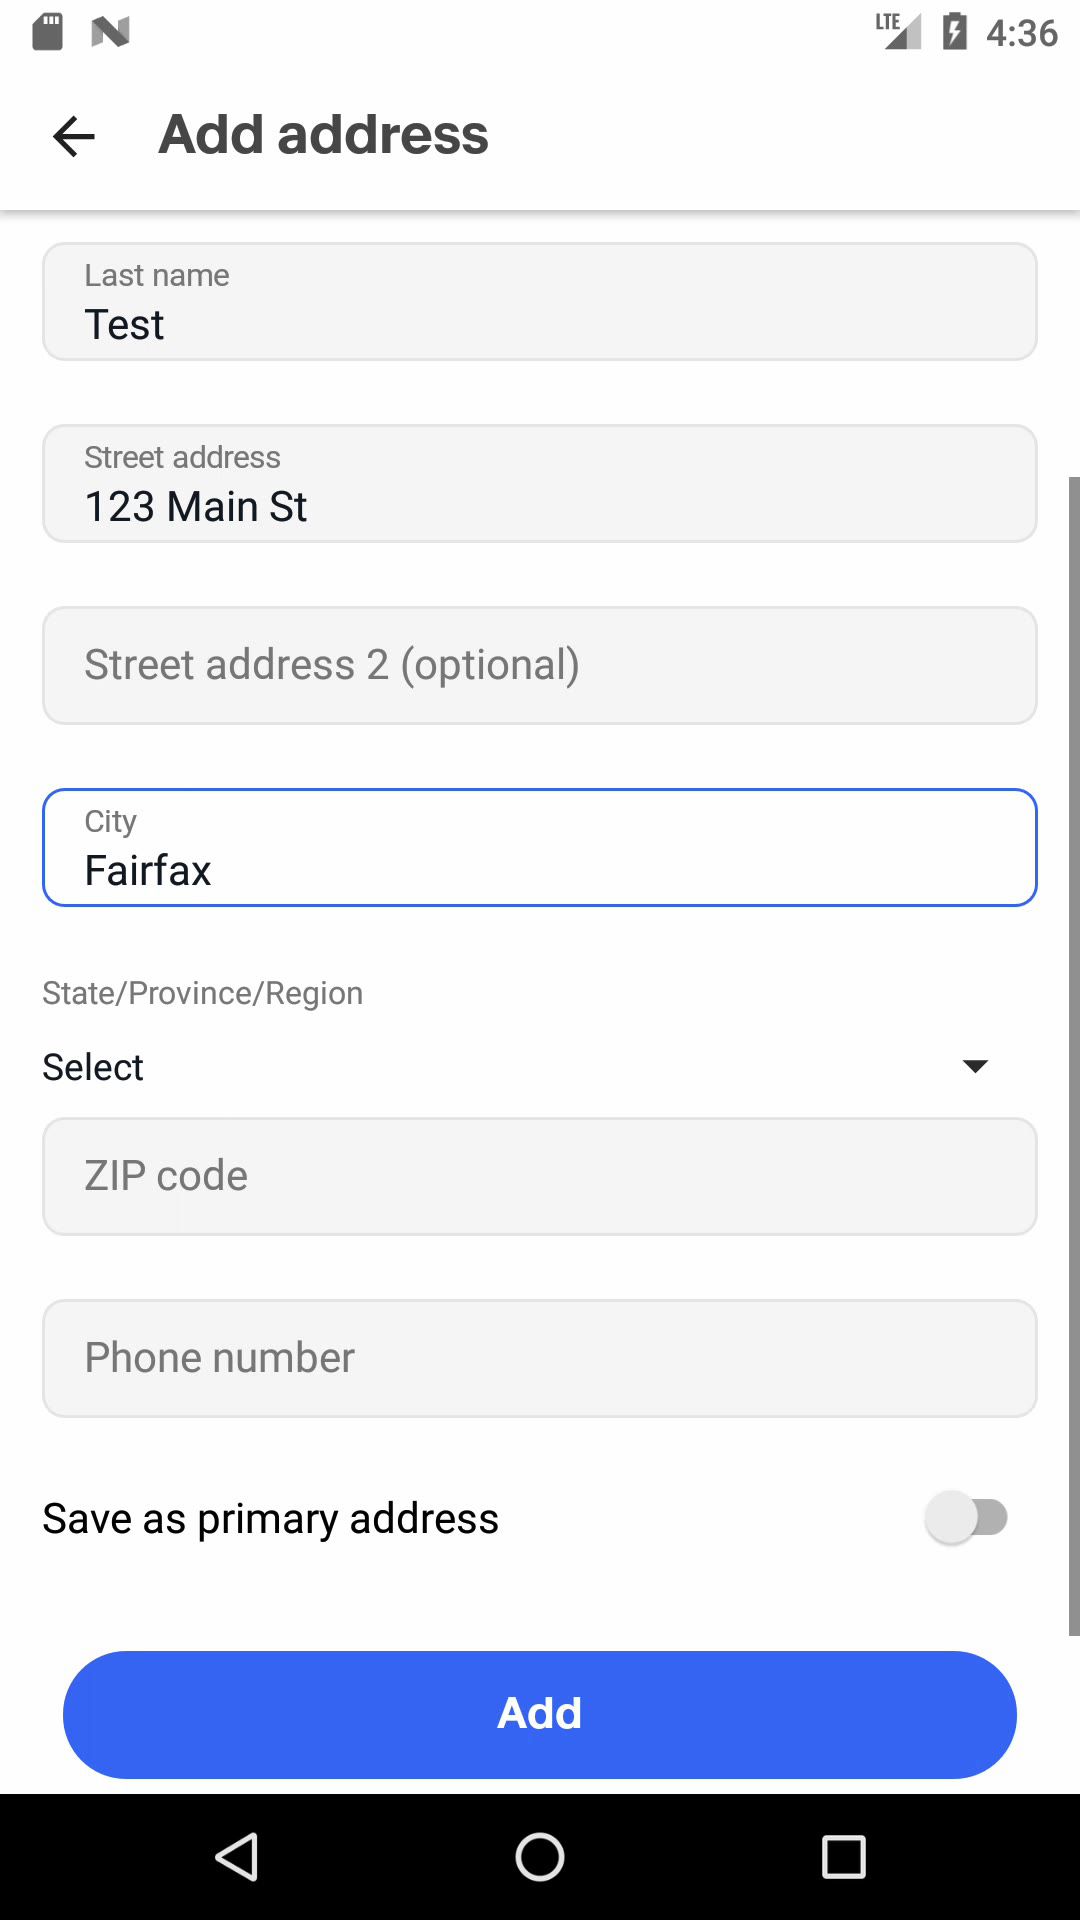 LTE 4:36
Add address
Last name
Test
Street address
123 Main St
Street address 2 (optional)
City
Fairfax
State/Province/Region
Select
ZIP code
Phone number
Save as primary address
Add